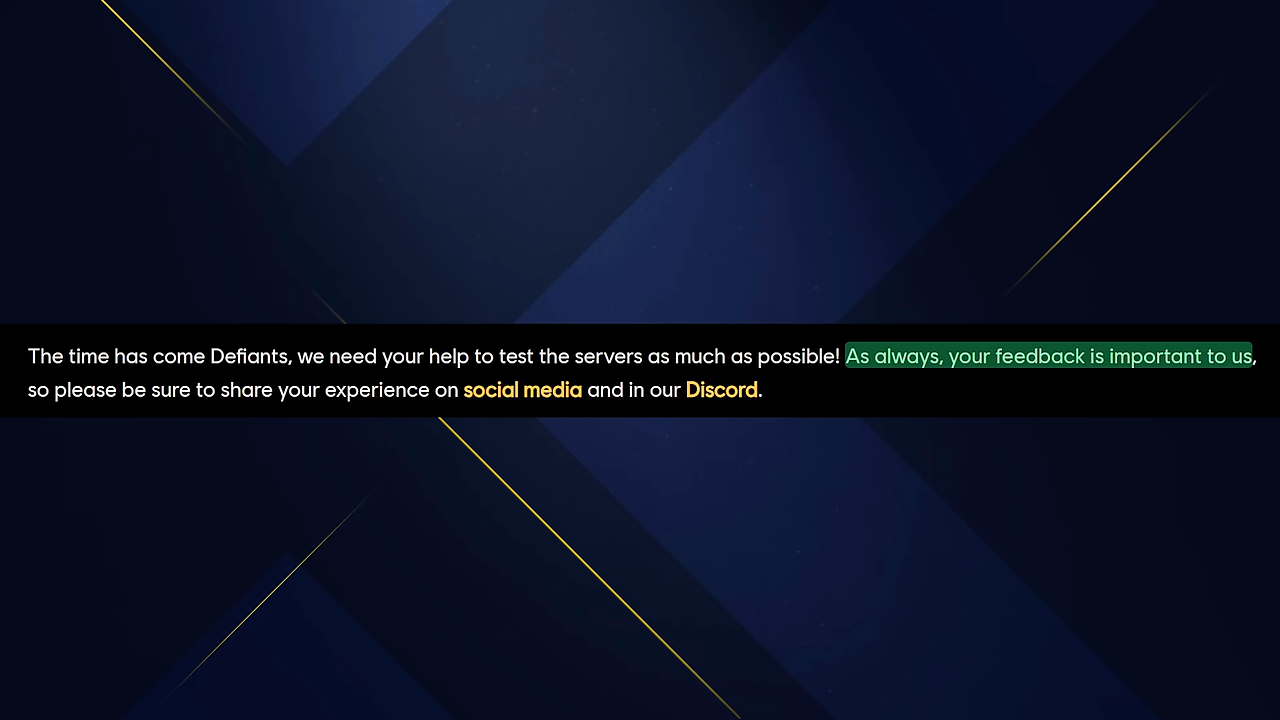 The time has come Defiants, we need your help to test the servers as much as possible! As always, your feedback is important to us,
so please be sure to share your experience on social media and in our Discord.